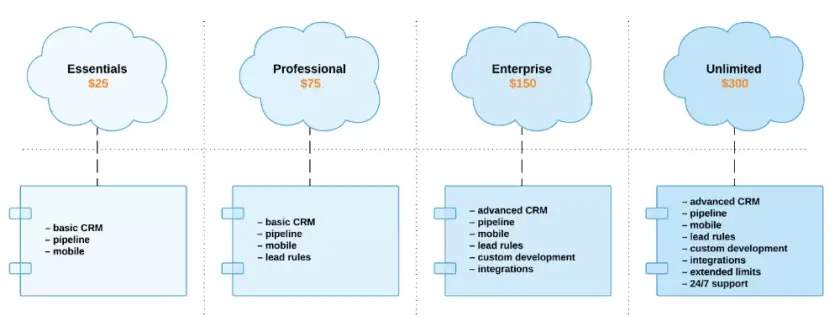 Essentials
$25
Professional
$75
Enterprise
$150
Unlimited
$300
– basic CRM
– pipeline
– mobile
– basic CRM
– pipeline
– mobile
– lead rules
– advanced CRM
– pipeline
– mobile
– lead rules
– custom development
– integrations
– advanced CRM
– pipeline
– mobile
– lead rules
– custom development
– integrations
– extended limits
– 24/7 support